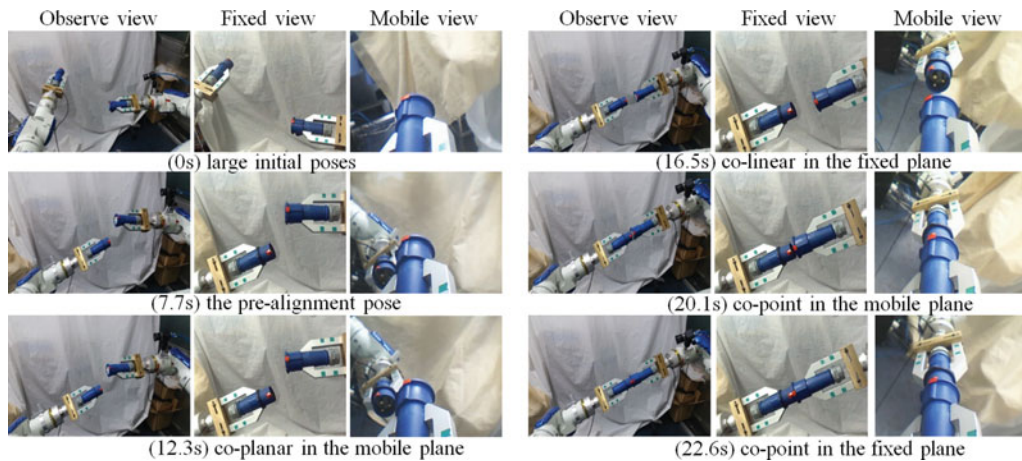 Observe view Fixed view Mobile view
(0s) large initial poses
(7.7s) the pre-alignment pose
(12.3s) co-planar in the mobile plane
Observe view Fixed view Mobile view
(16.5s) co-linear in the fixed plane
(20.1s) co-point in the mobile plane
(22.6s) co-point in the fixed plane